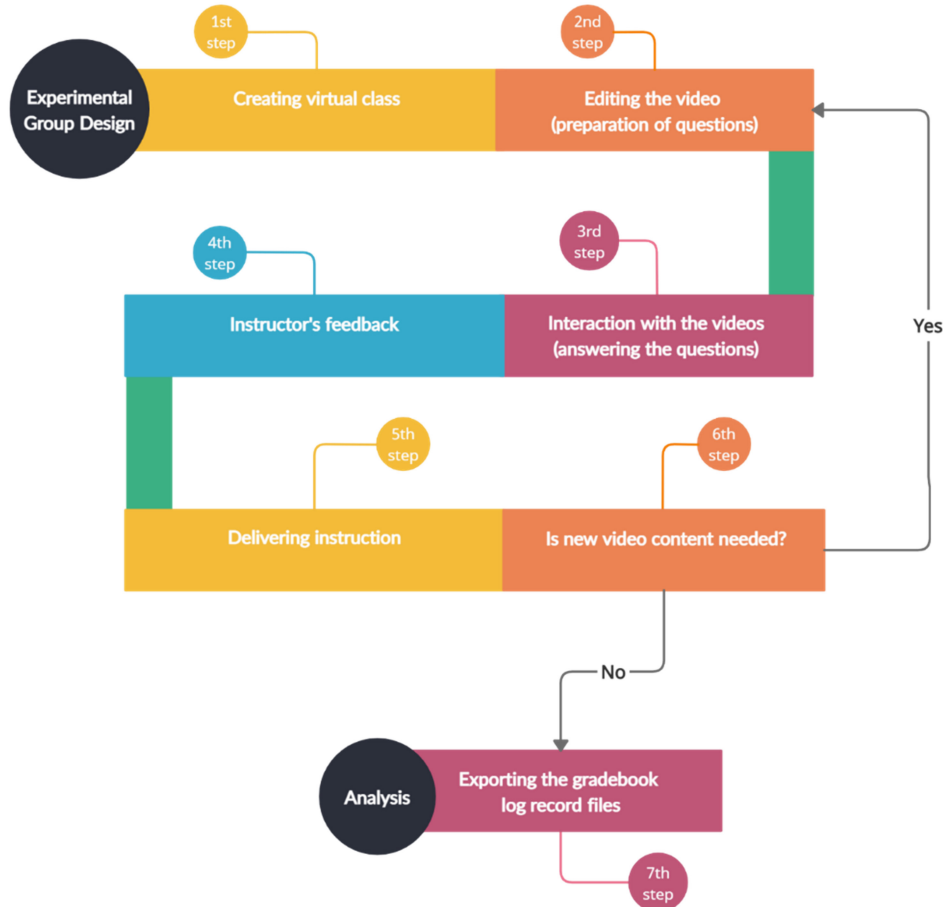 1st
step
2nd
step
Experimental
Group Design
Creating virtual class
Editing the video
(preparation of questions)
4th
step
3rd
step
Instructor's feedback
Interaction with the videos
(answering the questions)
Yes
5th
step
6th
step
Delivering instruction
Is new video content needed?
No
Analysis
Exporting the gradebook
log record files
7th
step